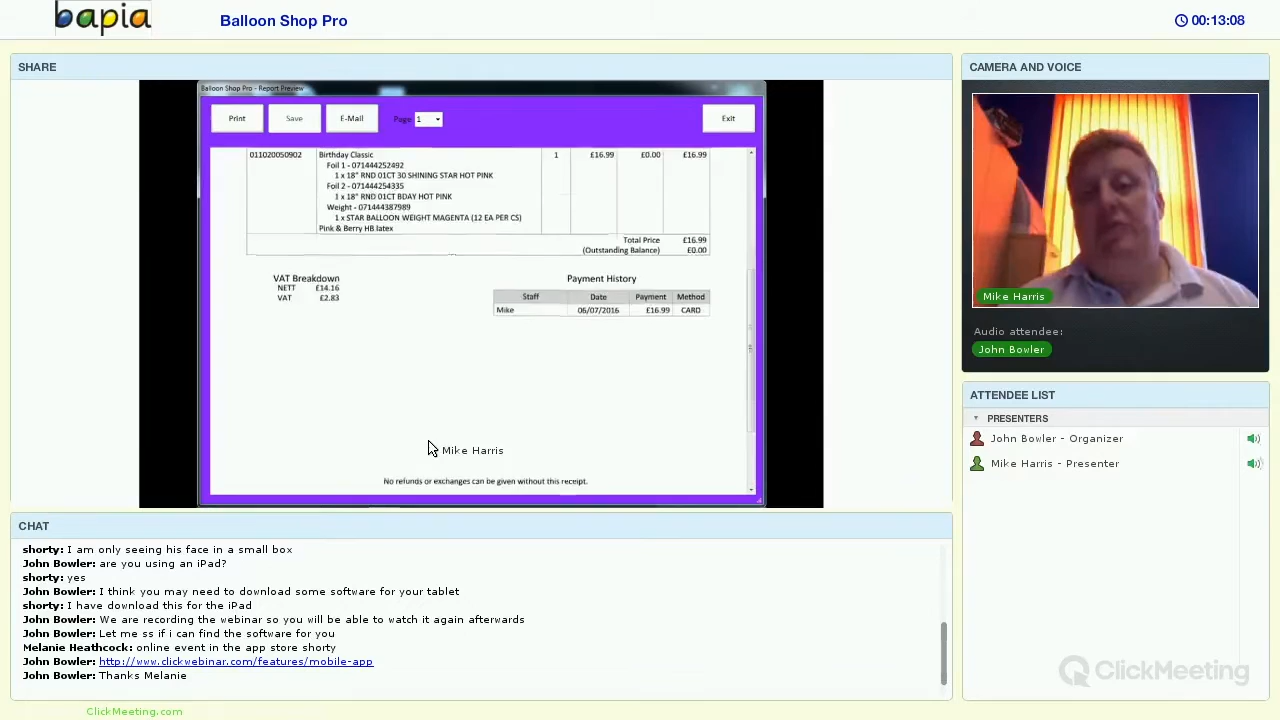 bapia
Balloon Shop Pro
00:13:08
SHARE
Balloon Shop Pro - Report Preview
Print
Save
E-Mail
Page
1
Exit
011020050902 Birthday Classic 1 £16.99 £0.00 £16.99
Foil 1 - 071444252492
1 x 18" RND 01CT 30 SHINING STAR HOT PINK
Foil 2 - 071444254335
1 x 18" RND 01CT BDAY HOT PINK
Weight - 071444387989
1 x STAR BALLOON WEIGHT MAGENTA (12 EA PER CS)
Pink & Berry HB latex
Total Price £16.99
(Outstanding Balance) £0.00
VAT Breakdown
NETT £14.16
VAT £2.83
Payment History
Staff Date Payment Method
Mike 06/07/2016 £16.99 CARD
Mike Harris
No refunds or exchanges can be given without this receipt.
CAMERA AND VOICE
Mike Harris
Audio attendee:
John Bowler
ATTENDEE LIST
PRESENTERS
John Bowler - Organizer
Mike Harris - Presenter
CHAT
shorty: I am only seeing his face in a small box
John Bowler: are you using an iPad?
shorty: yes
John Bowler: I think you may need to download some software for your tablet
shorty: I have download this for the iPad
John Bowler: We are recording the webinar so you will be able to watch it again afterwards
John Bowler: Let me ss if i can find the software for you
Melanie Heathcock: online event in the app store shorty
John Bowler: http://www.clickwebinar.com/features/mobile-app
John Bowler: Thanks Melanie
ClickMeeting
ClickMeeting.com